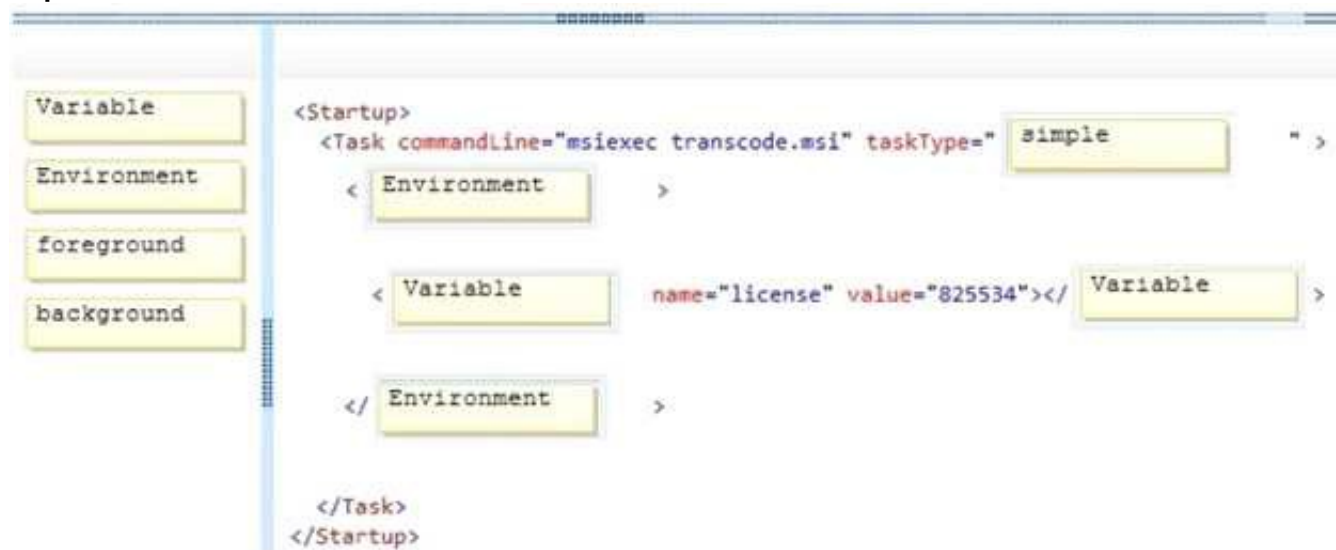 Variable
Environment
foreground
background
<Startup>
<Task commandLine="msiexec transcode.msi" taskType=" simple " >
< Environment >
< Variable name="license" value="825534"></ Variable >
</ Environment >
</Task>
</Startup>